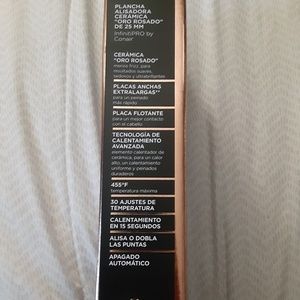 PLANCHA
ALISADORA
CERÁMICA
"ORO ROSADO"
DE 25 MM
InfinitiPRO by
Conair
CERÁMICA
"ORO ROSADO"
menos frizz, para
resultados suaves,
sedosos y ultrabrillantes
PLACAS ANCHAS
EXTRALARGAS**
para un peinado
más rápido
PLACA FLOTANTE
para un mejor contacto
con el cabello
TECNOLOGÍA DE
CALENTAMIENTO
AVANZADA
elemento calentador de
cerámica, para un calor
alto, un calentamiento
uniforme y peinados
duraderos
455°F
temperatura máxima
30 AJUSTES DE
TEMPERATURA
CALENTAMIENTO
EN 15 SEGUNDOS
ALISA O DOBLA
LAS PUNTAS
APAGADO
AUTOMÁTICO